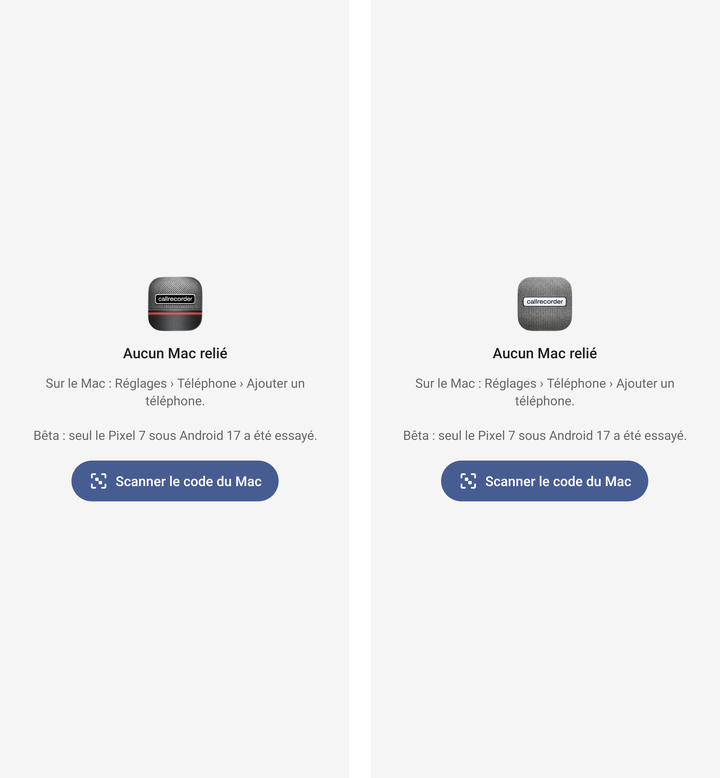 callrecorder
Aucun Mac relié
Sur le Mac : Réglages › Téléphone › Ajouter un
téléphone.
Bêta : seul le Pixel 7 sous Android 17 a été essayé.
Scanner le code du Mac
callrecorder
Aucun Mac relié
Sur le Mac : Réglages › Téléphone › Ajouter un
téléphone.
Bêta : seul le Pixel 7 sous Android 17 a été essayé.
Scanner le code du Mac